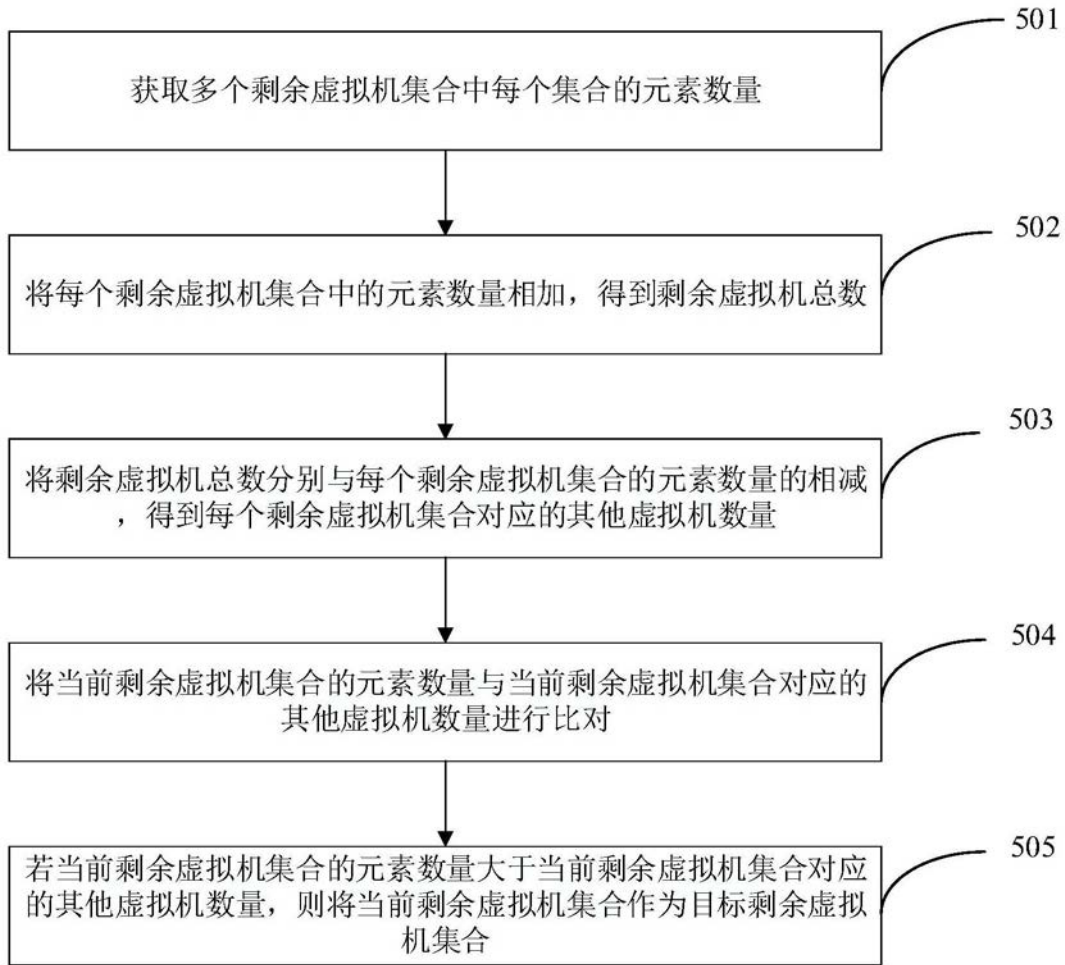 501
获取多个剩余虚拟机集合中每个集合的元素数量
502
将每个剩余虚拟机集合中的元素数量相加，得到剩余虚拟机总数
503
将剩余虚拟机总数分别与每个剩余虚拟机集合的元素数量的相减
，得到每个剩余虚拟机集合对应的其他虚拟机数量
504
将当前剩余虚拟机集合的元素数量与当前剩余虚拟机集合对应的
其他虚拟机数量进行比对
505
若当前剩余虚拟机集合的元素数量大于当前剩余虚拟机集合对应
的其他虚拟机数量，则将当前剩余虚拟机集合作为目标剩余虚拟
机集合